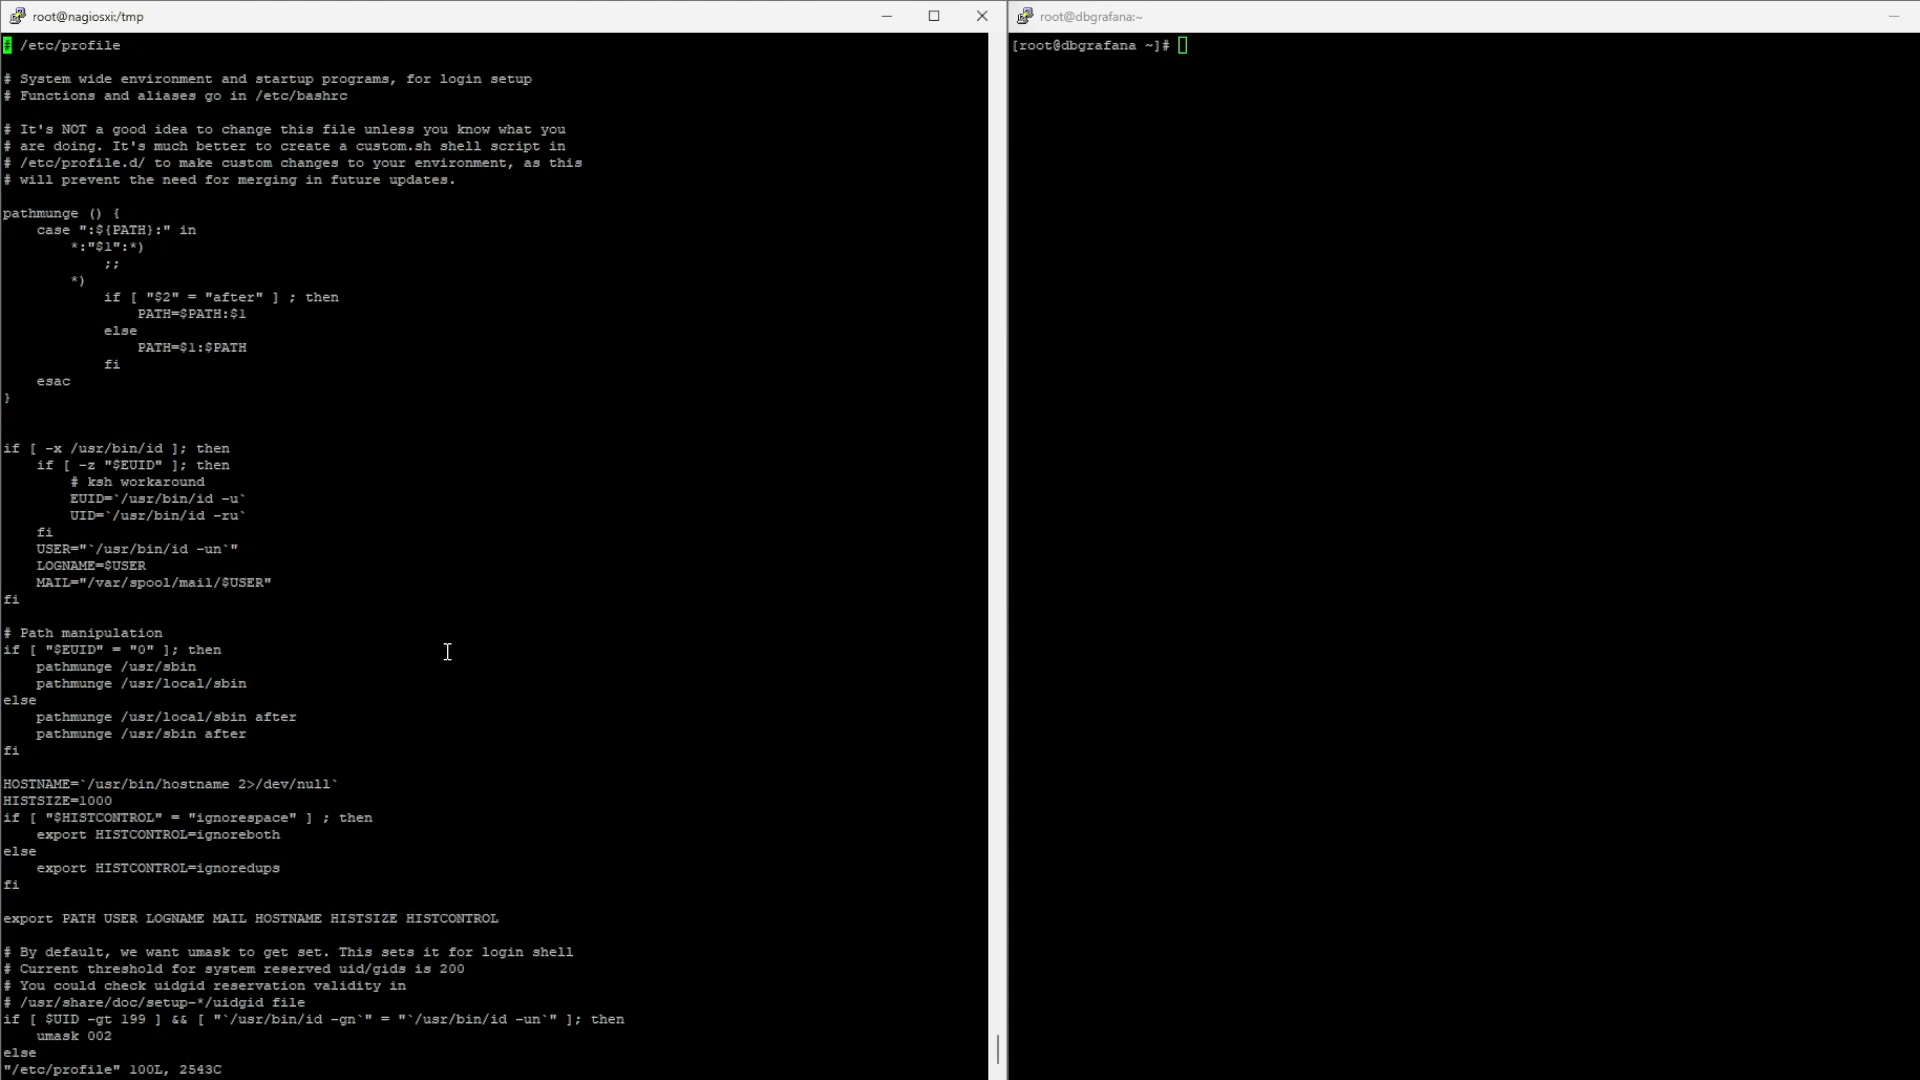 root@nagiosxi:/tmp
# /etc/profile
# System wide environment and startup programs, for login setup
# Functions and aliases go in /etc/bashrc
# It's NOT a good idea to change this file unless you know what you
# are doing. It's much better to create a custom.sh shell script in
# /etc/profile.d/ to make custom changes to your environment, as this
# will prevent the need for merging in future updates.
pathmunge () {
    case ":${PATH}:" in
        *:"$1":*)
            ;;
        *)
            if [ "$2" = "after" ] ; then
                PATH=$PATH:$1
            else
                PATH=$1:$PATH
            fi
    esac
}
if [ -x /usr/bin/id ]; then
    if [ -z "$EUID" ]; then
        # ksh workaround
        EUID=`/usr/bin/id -u`
        UID=`/usr/bin/id -ru`
    fi
    USER="`/usr/bin/id -un`"
    LOGNAME=$USER
    MAIL="/var/spool/mail/$USER"
fi
# Path manipulation
if [ "$EUID" = "0" ]; then
    pathmunge /usr/sbin
    pathmunge /usr/local/sbin
else
    pathmunge /usr/local/sbin after
    pathmunge /usr/sbin after
fi
HOSTNAME=`/usr/bin/hostname 2>/dev/null`
HISTSIZE=1000
if [ "$HISTCONTROL" = "ignorespace" ] ; then
    export HISTCONTROL=ignoreboth
else
    export HISTCONTROL=ignoredups
fi
export PATH USER LOGNAME MAIL HOSTNAME HISTSIZE HISTCONTROL
# By default, we want umask to get set. This sets it for login shell
# Current threshold for system reserved uid/gids is 200
# You could check uidgid reservation validity in
# /usr/share/doc/setup-*/uidgid file
if [ $UID -gt 199 ] && [ "`/usr/bin/id -gn`" = "`/usr/bin/id -un`" ]; then
    umask 002
else
"/etc/profile" 100L, 2543C
root@dbgrafana:~
[root@dbgrafana ~]#